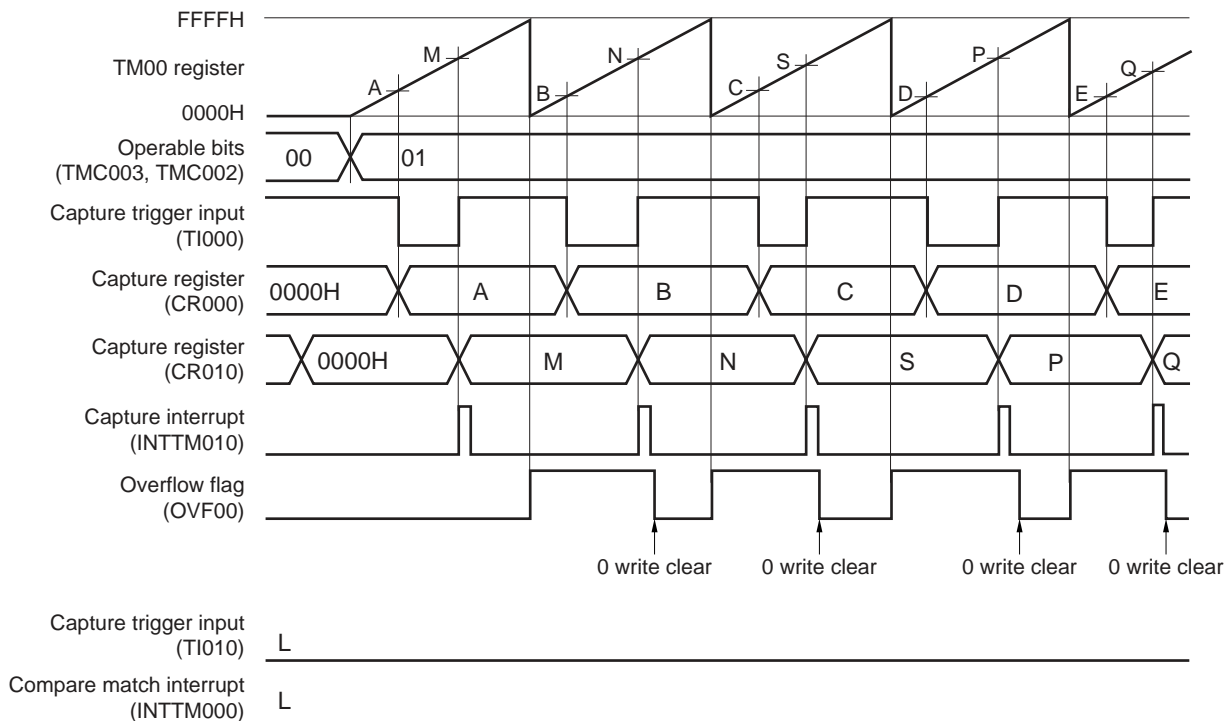 FFFFH
TM00 register
0000H
A M B N C S D P E Q
Operable bits
(TMC003, TMC002)
00 01
Capture trigger input
(TI000)
Capture register
(CR000)
0000H A B C D E
Capture register
(CR010)
0000H M N S P Q
Capture interrupt
(INTTM010)
Overflow flag
(OVF00)
0 write clear 0 write clear 0 write clear 0 write clear
Capture trigger input
(TI010)
L
Compare match interrupt
(INTTM000)
L